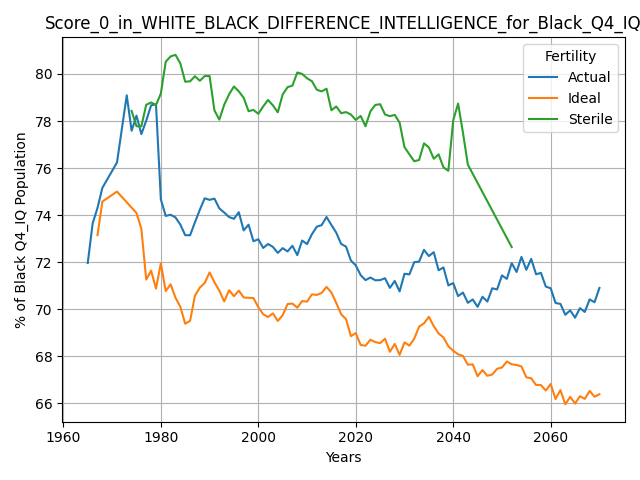 Score_0_in_WHITE_BLACK_DIFFERENCE_INTELLIGENCE_for_Black_Q4_IQ
Fertility
Actual
Ideal
Sterile
% of Black Q4_IQ Population
80
78
76
74
72
70
68
66
1960 1980 2000 2020 2040 2060
Years